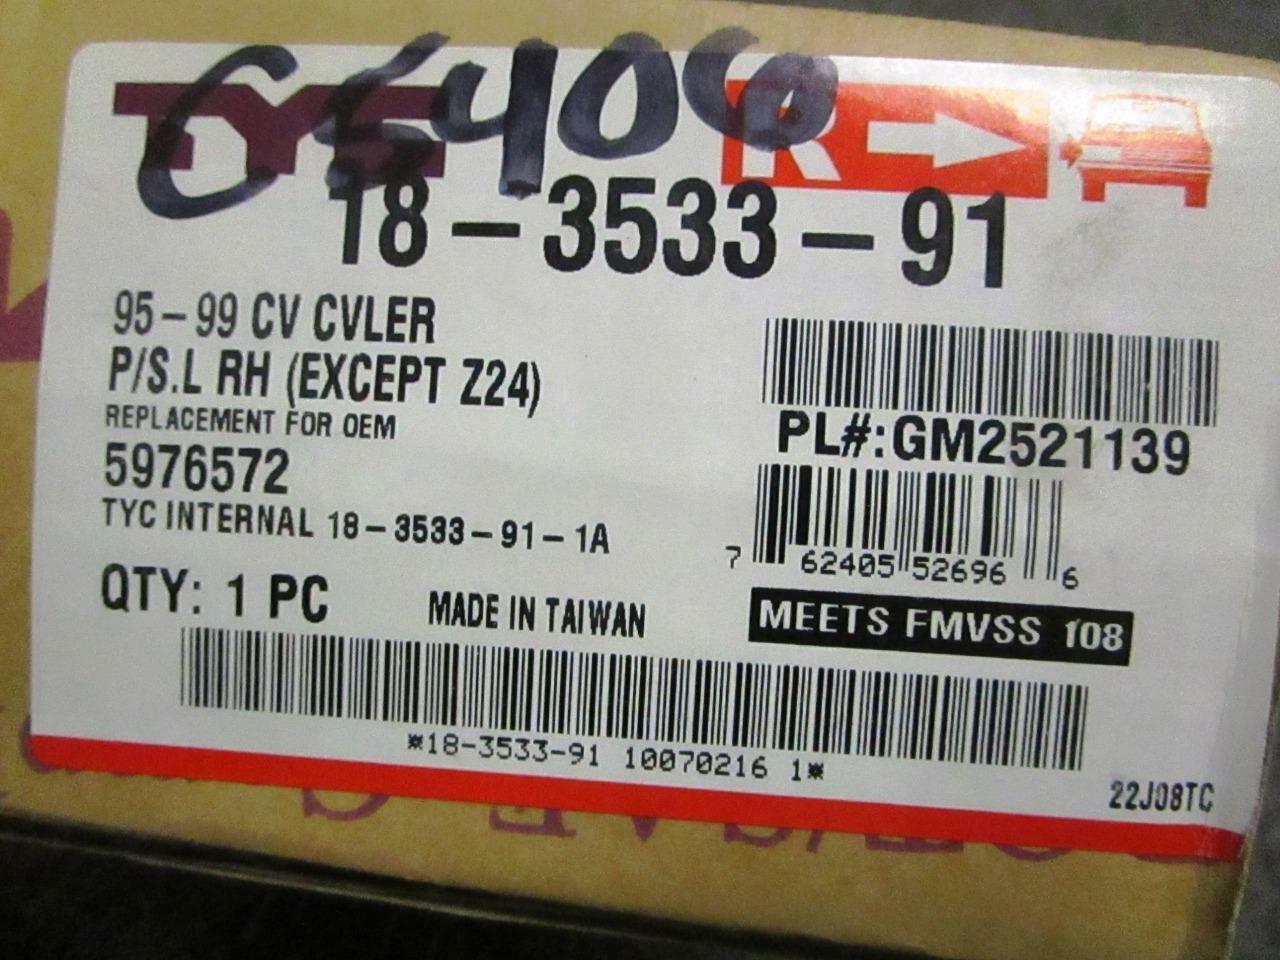 TYC R
C5406
18-3533-91
95-99 CV CVLER
P/S.L RH (EXCEPT Z24)
REPLACEMENT FOR OEM
5976572
TYC INTERNAL 18-3533-91-1A
PL#:GM2521139
7 62405 52696 6
QTY: 1 PC
MADE IN TAIWAN
MEETS FMVSS 108
*18-3533-91 10070216 1*
22J08TC